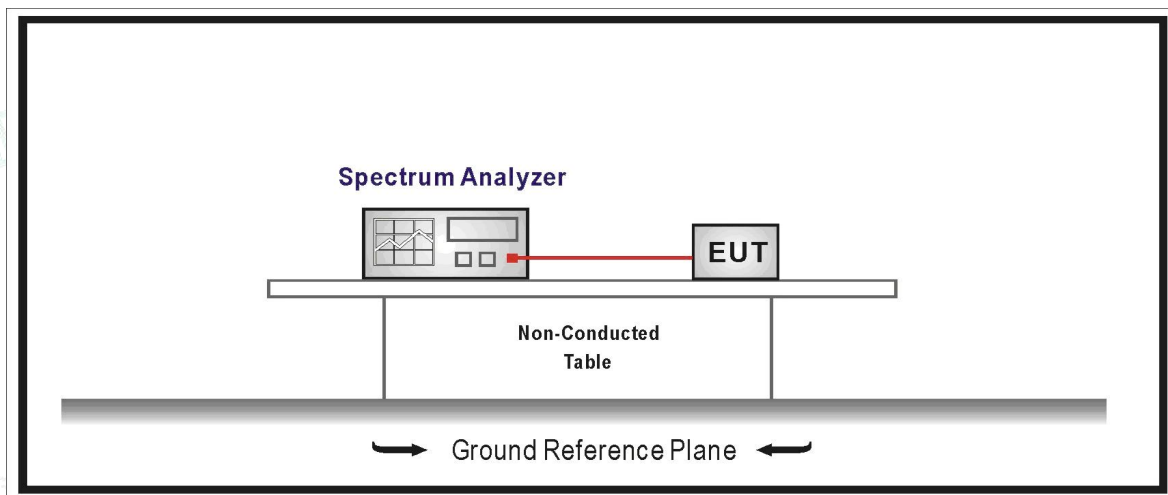 Spectrum Analyzer
EUT
Non-Conducted
Table
Ground Reference Plane